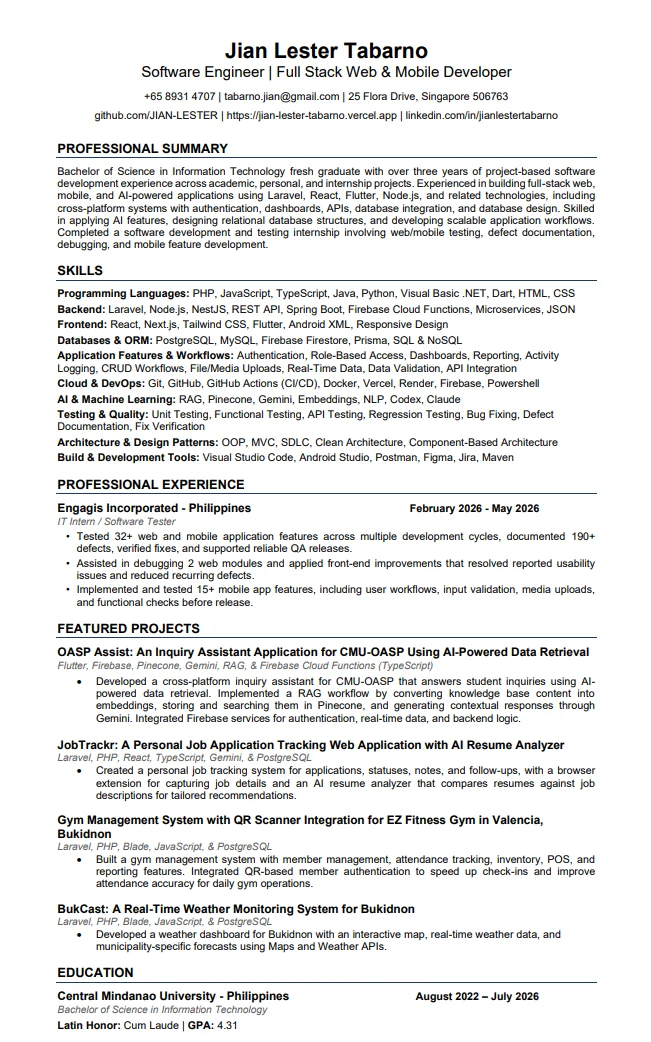 Jian Lester Tabarno
Software Engineer | Full Stack Web & Mobile Developer
+65 8931 4707 | tabarno.jian@gmail.com | 25 Flora Drive, Singapore 506763
github.com/JIAN-LESTER | https://jian-lester-tabarno.vercel.app | linkedin.com/in/jianlestertabarno
PROFESSIONAL SUMMARY
Bachelor of Science in Information Technology fresh graduate with over three years of project-based software
development experience across academic, personal, and internship projects. Experienced in building full-stack web,
mobile, and AI-powered applications using Laravel, React, Flutter, Node.js, and related technologies, including
cross-platform systems with authentication, dashboards, APIs, database integration, and database design. Skilled
in applying AI features, designing relational database structures, and developing scalable application workflows.
Completed a software development and testing internship involving web/mobile testing, defect documentation,
debugging, and mobile feature development.
SKILLS
Programming Languages: PHP, JavaScript, TypeScript, Java, Python, Visual Basic .NET, Dart, HTML, CSS
Backend: Laravel, Node.js, NestJS, REST API, Spring Boot, Firebase Cloud Functions, Microservices, JSON
Frontend: React, Next.js, Tailwind CSS, Flutter, Android XML, Responsive Design
Databases & ORM: PostgreSQL, MySQL, Firebase Firestore, Prisma, SQL & NoSQL
Application Features & Workflows: Authentication, Role-Based Access, Dashboards, Reporting, Activity
Logging, CRUD Workflows, File/Media Uploads, Real-Time Data, Data Validation, API Integration
Cloud & DevOps: Git, GitHub, GitHub Actions (CI/CD), Docker, Vercel, Render, Firebase, Powershell
AI & Machine Learning: RAG, Pinecone, Gemini, Embeddings, NLP, Codex, Claude
Testing & Quality: Unit Testing, Functional Testing, API Testing, Regression Testing, Bug Fixing, Defect
Documentation, Fix Verification
Architecture & Design Patterns: OOP, MVC, SDLC, Clean Architecture, Component-Based Architecture
Build & Development Tools: Visual Studio Code, Android Studio, Postman, Figma, Jira, Maven
PROFESSIONAL EXPERIENCE
Engagis Incorporated - Philippines February 2026 - May 2026
IT Intern / Software Tester
• Tested 32+ web and mobile application features across multiple development cycles, documented 190+
defects, verified fixes, and supported reliable QA releases.
• Assisted in debugging 2 web modules and applied front-end improvements that resolved reported usability
issues and reduced recurring defects.
• Implemented and tested 15+ mobile app features, including user workflows, input validation, media uploads,
and functional checks before release.
FEATURED PROJECTS
OASP Assist: An Inquiry Assistant Application for CMU-OASP Using AI-Powered Data Retrieval
Flutter, Firebase, Pinecone, Gemini, RAG, & Firebase Cloud Functions (TypeScript)
• Developed a cross-platform inquiry assistant for CMU-OASP that answers student inquiries using AI-
powered data retrieval. Implemented a RAG workflow by converting knowledge base content into
embeddings, storing and searching them in Pinecone, and generating contextual responses through
Gemini. Integrated Firebase services for authentication, real-time data, and backend logic.
JobTrackr: A Personal Job Application Tracking Web Application with AI Resume Analyzer
Laravel, PHP, React, TypeScript, Gemini, & PostgreSQL
• Created a personal job tracking system for applications, statuses, notes, and follow-ups, with a browser
extension for capturing job details and an AI resume analyzer that compares resumes against job
descriptions for tailored recommendations.
Gym Management System with QR Scanner Integration for EZ Fitness Gym in Valencia,
Bukidnon
Laravel, PHP, Blade, JavaScript, & PostgreSQL
• Built a gym management system with member management, attendance tracking, inventory, POS, and
reporting features. Integrated QR-based member authentication to speed up check-ins and improve
attendance accuracy for daily gym operations.
BukCast: A Real-Time Weather Monitoring System for Bukidnon
Laravel, PHP, Blade, JavaScript, & PostgreSQL
• Developed a weather dashboard for Bukidnon with an interactive map, real-time weather data, and
municipality-specific forecasts using Maps and Weather APIs.
EDUCATION
Central Mindanao University - Philippines August 2022 – July 2026
Bachelor of Science in Information Technology
Latin Honor: Cum Laude | GPA: 4.31